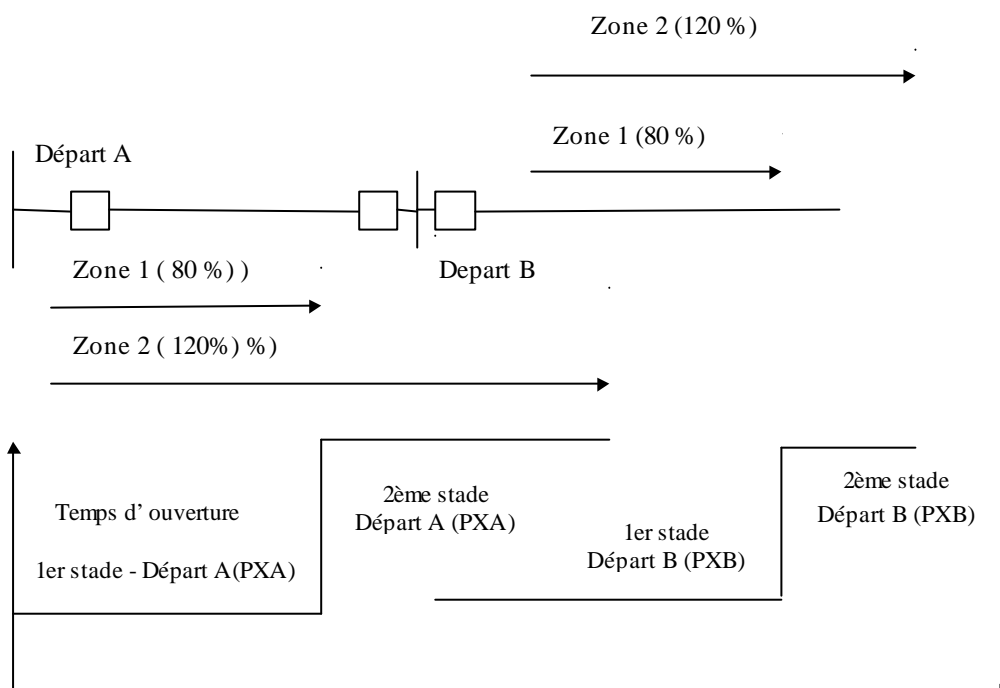 Zone 2 (120 %)
Zone 1 (80 %)
Départ A
Zone 1 ( 80 %) )
Depart B
Zone 2 ( 120%) %)
Temps d’ ouverture
1er stade - Départ A(PXA)
2ème stade
Départ A (PXA)
1er stade
Départ B (PXB)
2ème stade
Départ B (PXB)